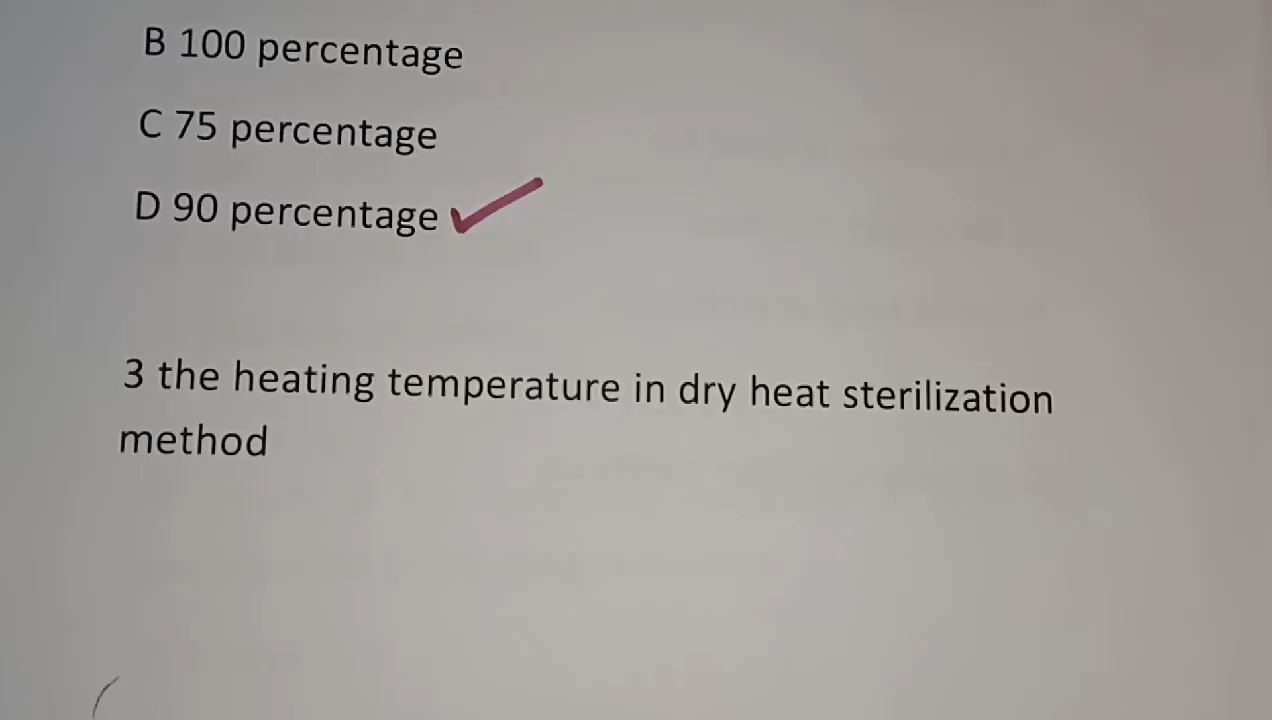 B 100 percentage
C 75 percentage
D 90 percentage
3 the heating temperature in dry heat sterilization
method